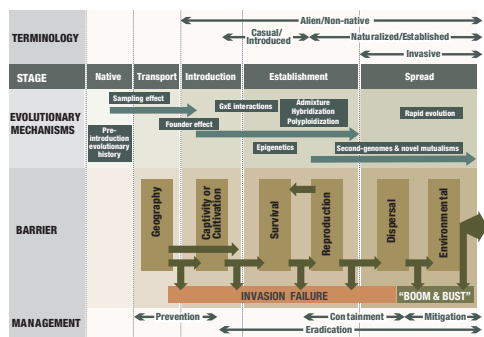 Alien/Non-native
TERMINOLOGY
Casual/
Introduced
Naturalized/Established
Invasive
STAGE
Native
Transport
Introduction
Establishment
Spread
EVOLUTIONARY
MECHANISMS
Sampling effect
GxE interactions
Admixture
Hybridization
Polyploidization
Rapid evolution
Pre-
introduction
evolutionary
history
Founder effect
Epigenetics
Second-genomes & novel mutualisms
BARRIER
Geography
Captivity or
Cultivation
Survival
Reproduction
Dispersal
Environmental
INVASION FAILURE
“BOOM & BUST”
MANAGEMENT
Prevention
Containment
Mitigation
Eradication